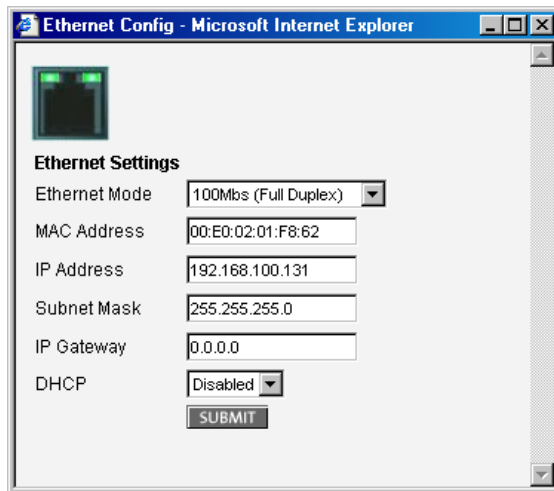 Ethernet Config - Microsoft Internet Explorer
Ethernet Settings
Ethernet Mode 100Mbs (Full Duplex)
MAC Address 00:E0:02:01:F8:62
IP Address 192.168.100.131
Subnet Mask 255.255.255.0
IP Gateway 0.0.0.0
DHCP Disabled
SUBMIT